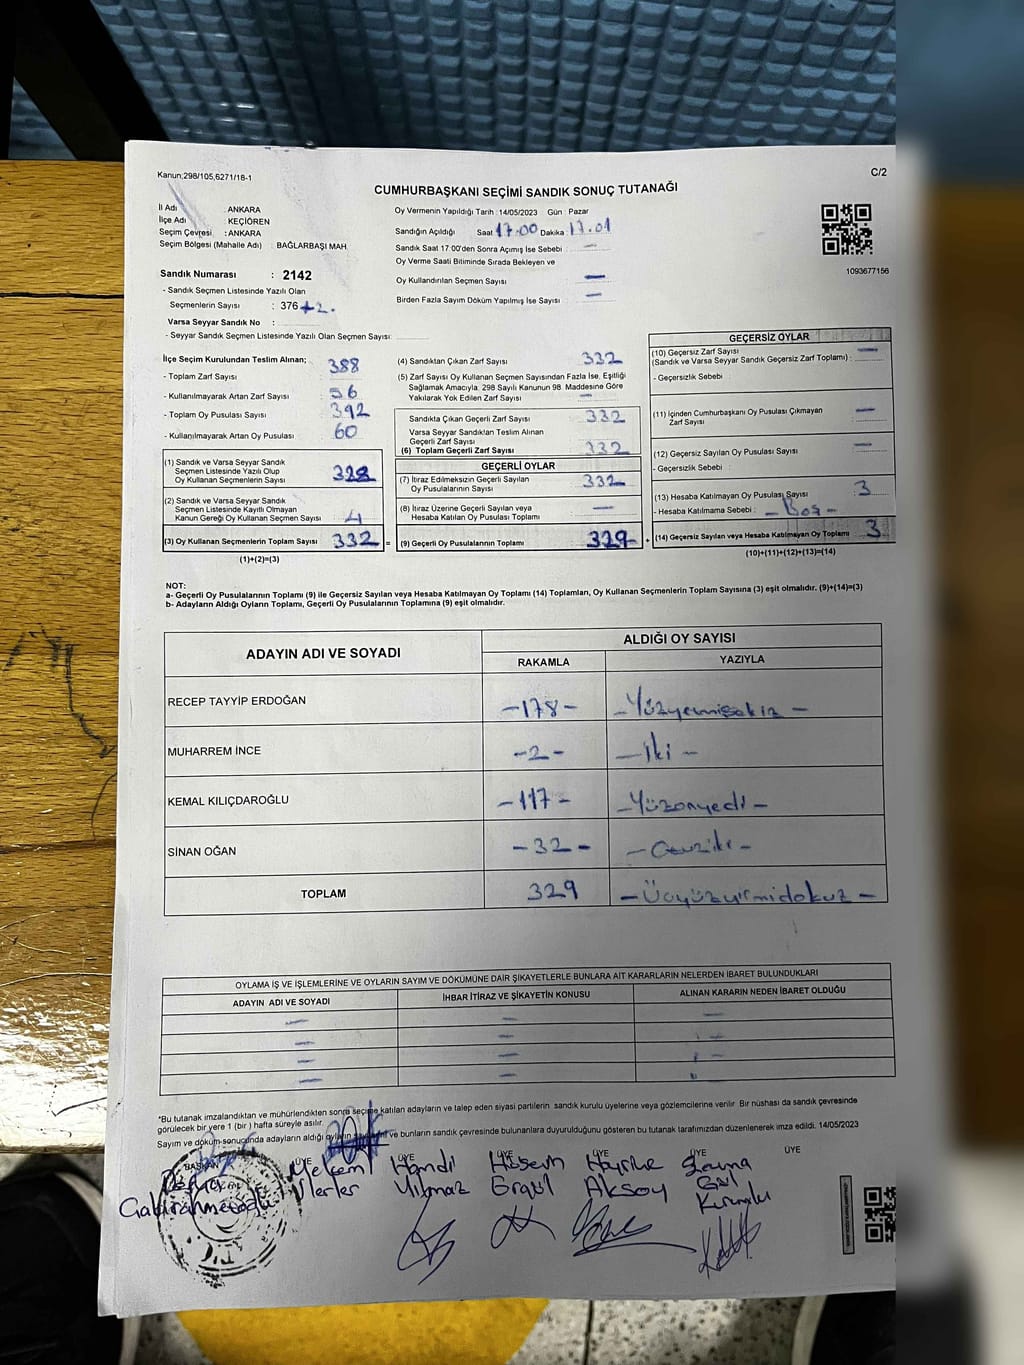 Kanun;298/105,6271/18-1
C/2
CUMHURBAŞKANI SEÇİMİ SANDIK SONUÇ TUTANAĞI
İl Adı : ANKARA
İlçe Adı : KEÇİÖREN
Seçim Çevresi : ANKARA
Seçim Bölgesi (Mahalle Adı) : BAĞLARBAŞI MAH.
Sandık Numarası : 2142
- Sandık Seçmen Listesinde Yazılı Olan
Seçmenlerin Sayısı : 376 +2.
Varsa Seyyar Sandık No :
- Seyyar Sandık Seçmen Listesinde Yazılı Olan Seçmen Sayısı:
Oy Vermenin Yapıldığı Tarih :14/05/2023 Gün Pazar
Sandığın Açıldığı Saat 17.00 Dakika : 17.01
Sandık Saat 17.00'den Sonra Açımış İse Sebebi : —
Oy Verme Saati Bitiminde Sırada Bekleyen ve
Oy Kullandırılan Seçmen Sayısı —
Birden Fazla Sayım Döküm Yapılmış İse Sayısı —
1093677156
İlçe Seçim Kurulundan Teslim Alınan;
- Toplam Zarf Sayısı 388
- Kullanılmayarak Artan Zarf Sayısı 56
- Toplam Oy Pusulası Sayısı 392
- Kullanılmayarak Artan Oy Pusulası 60
(1) Sandık ve Varsa Seyyar Sandık
Seçmen Listesinde Yazılı Olup
Oy Kullanan Seçmenlerin Sayısı 328
(2) Sandık ve Varsa Seyyar Sandık
Seçmen Listesinde Kayıtlı Olmayan
Kanun Gereği Oy Kullanan Seçmen Sayısı 4
(3) Oy Kullanan Seçmenlerin Toplam Sayısı 332 =
(1)+(2)=(3)
(4) Sandıktan Çıkan Zarf Sayısı 332
(5) Zarf Sayısı Oy Kullanan Seçmen Sayısından Fazla İse, Eşitliği
Sağlamak Amacıyla, 298 Sayılı Kanunun 98. Maddesine Göre
Yakılarak Yok Edilen Zarf Sayısı —
Sandıkta Çıkan Geçerli Zarf Sayısı 332
Varsa Seyyar Sandıktan Teslim Alınan
Geçerli Zarf Sayısı
(6) Toplam Geçerli Zarf Sayısı 332
GEÇERLİ OYLAR
(7) İtiraz Edilmeksizin Geçerli Sayılan
Oy Pusulalarının Sayısı 332
(8) İtiraz Üzerine Geçerli Sayılan veya
Hesaba Katılan Oy Pusulası Toplamı —
(9) Geçerli Oy Pusulalarının Toplamı 329 +
GEÇERSİZ OYLAR
(10) Geçersiz Zarf Sayısı
(Sandık ve Varsa Seyyar Sandık Geçersiz Zarf Toplamı) : —
- Geçersizlik Sebebi :
(11) İçinden Cumhurbaşkanı Oy Pusulası Çıkmayan
Zarf Sayısı —
(12) Geçersiz Sayılan Oy Pusulası Sayısı —
- Geçersizlik Sebebi :
(13) Hesaba Katılmayan Oy Pusulası Sayısı 3
- Hesaba Katılmama Sebebi : - Boş -
(14) Geçersiz Sayılan veya Hesaba Katılmayan Oy Toplamı 3
(10)+(11)+(12)+(13)=(14)
NOT:
a- Geçerli Oy Pusulalarının Toplamı (9) ile Geçersiz Sayılan veya Hesaba Katılmayan Oy Toplamı (14) Toplamları, Oy Kullanan Seçmenlerin Toplam Sayısına (3) eşit olmalıdır. (9)+(14)=(3)
b- Adayların Aldığı Oyların Toplamı, Geçerli Oy Pusulalarının Toplamına (9) eşit olmalıdır.
ADAYIN ADI VE SOYADI
ALDIĞI OY SAYISI
RAKAMLA YAZIYLA
RECEP TAYYİP ERDOĞAN -178- -Yüzyetmişsekiz-
MUHARREM İNCE -2- -İki-
KEMAL KILIÇDAROĞLU -117- -Yüzonyedi-
SİNAN OĞAN -32- -Otuziki-
TOPLAM 329 -Üçyüzyirmidokuz-
OYLAMA İŞ VE İŞLEMLERİNE VE OYLARIN SAYIM VE DÖKÜMÜNE DAİR ŞİKAYETLERLE BUNLARA AİT KARARLARIN NELERDEN İBARET BULUNDUKLARI
ADAYIN ADI VE SOYADI İHBAR İTİRAZ VE ŞİKAYETİN KONUSU ALINAN KARARIN NEDEN İBARET OLDUĞU
*Bu tutanak imzalandıktan ve mühürlendikten sonra seçime katılan adayların ve talep eden siyasi partilerin sandık kurulu üyelerine veya gözlemcilerine verilir. Bir nüshası da sandık çevresinde
görülecek bir yere 1 (bir) hafta süreyle asılır.
Sayım ve döküm sonucunda adayların aldığı oyların ve bunların sandık çevresinde bulunanlara duyurulduğunu gösteren bu tutanak tarafımızdan düzenlenerek imza edildi. 14/05/2023
BAŞKAN ÜYE ÜYE ÜYE ÜYE ÜYE ÜYE
Hamdi Hüseyin Hayriye Zeyna
İlerler Yılmaz Aksoy Gül